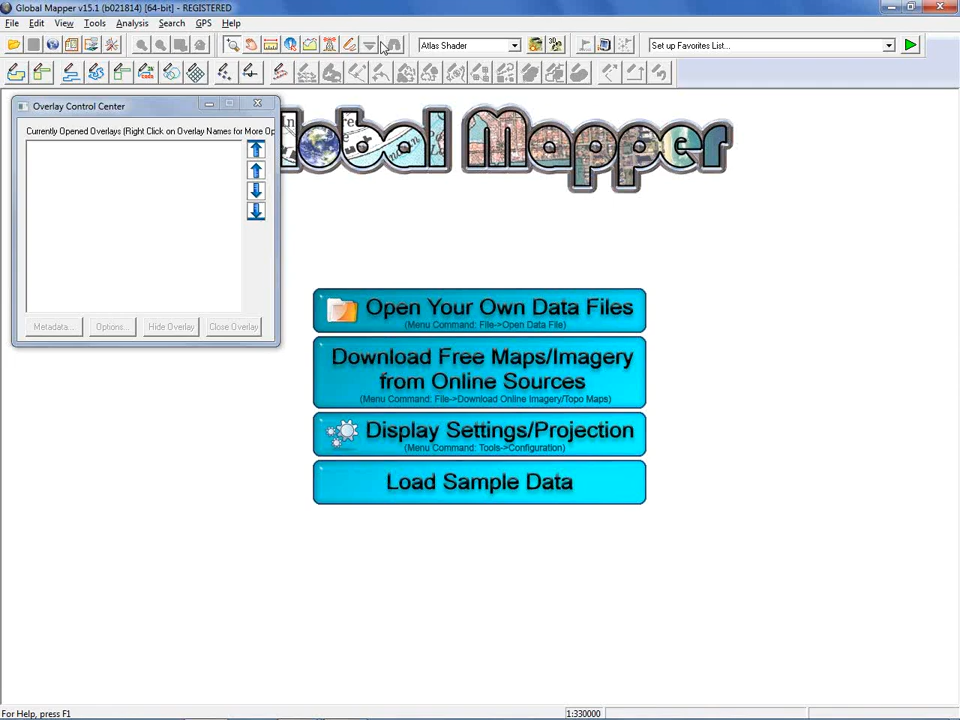 Global Mapper v15.1 (b021814) [64-bit] - REGISTERED
File Edit View Tools Analysis Search GPS Help
Atlas Shader
Set up Favorites List...
Overlay Control Center
Currently Opened Overlays (Right Click on Overlay Names for More Op
lobal Mapper
Metadata... Options... Hide Overlay Close Overlay
Open Your Own Data Files
(Menu Command: File->Open Data File)
Download Free Maps/Imagery
from Online Sources
(Menu Command: File->Download Online Imagery/Topo Maps)
Display Settings/Projection
(Menu Command: Tools->Configuration)
Load Sample Data
For Help, press F1
1:330000